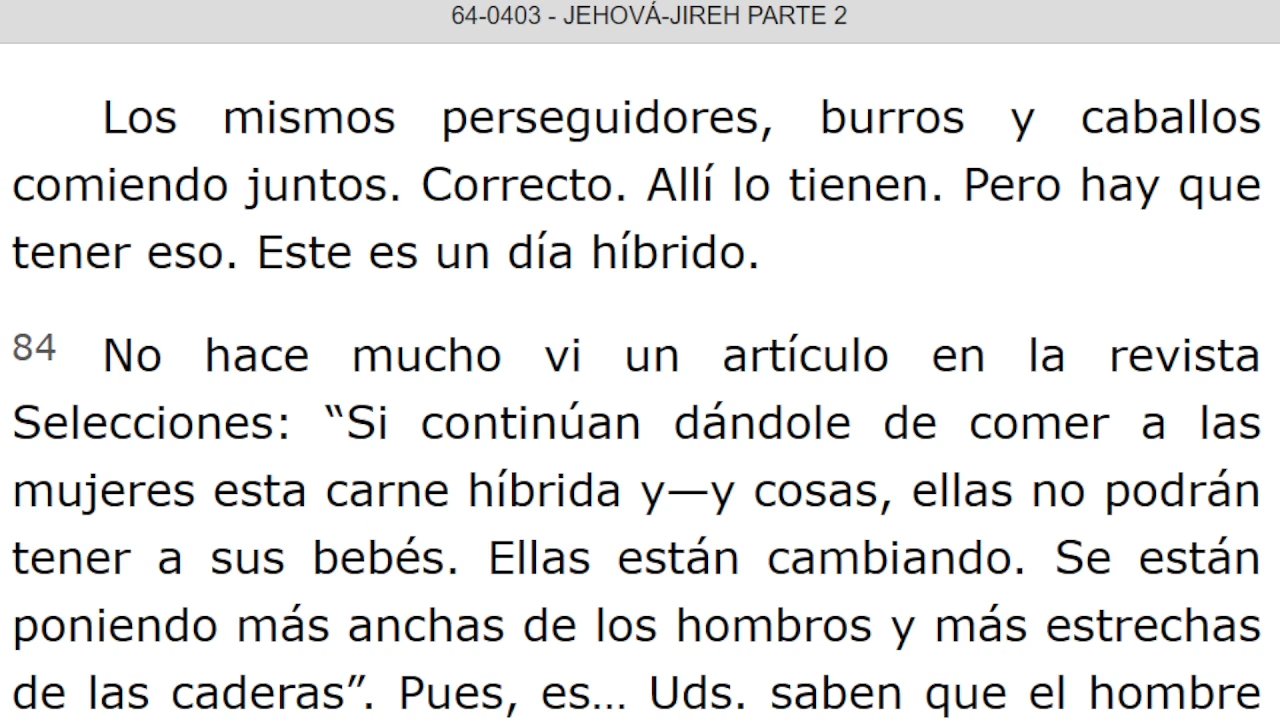 64-0403 - JEHOVÁ-JIREH PARTE 2
Los mismos perseguidores, burros y caballos
comiendo juntos. Correcto. Allí lo tienen. Pero hay que
tener eso. Este es un día híbrido.
84 No hace mucho vi un artículo en la revista
Selecciones: “Si continúan dándole de comer a las
mujeres esta carne híbrida y—y cosas, ellas no podrán
tener a sus bebés. Ellas están cambiando. Se están
poniendo más anchas de los hombros y más estrechas
de las caderas”. Pues, es… Uds. saben que el hombre